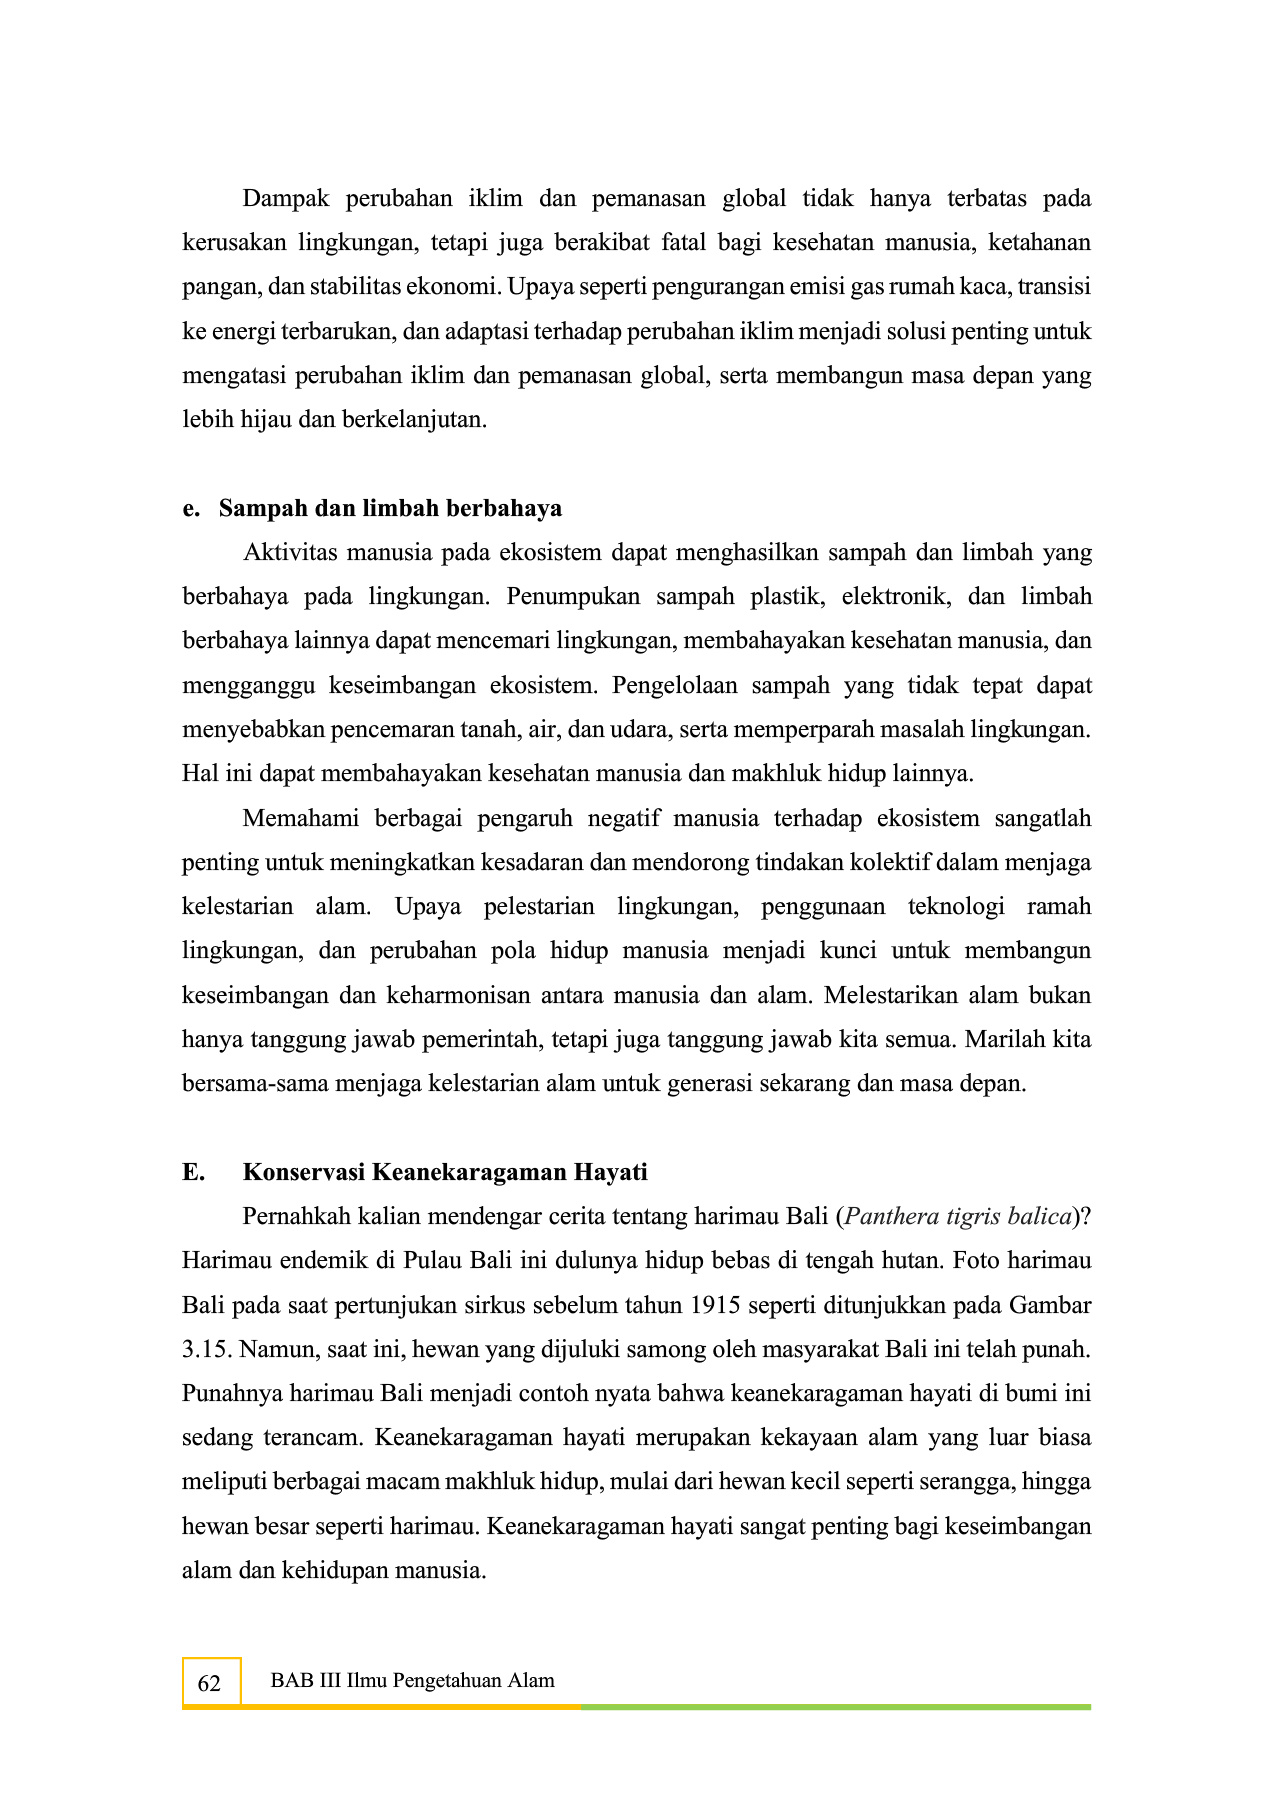 Dampak perubahan iklim dan pemanasan global tidak hanya terbatas pada
kerusakan lingkungan, tetapi juga berakibat fatal bagi kesehatan manusia, ketahanan
pangan, dan stabilitas ekonomi. Upaya seperti pengurangan emisi gas rumah kaca, transisi
ke energi terbarukan, dan adaptasi terhadap perubahan iklim menjadi solusi penting untuk
mengatasi perubahan iklim dan pemanasan global, serta membangun masa depan yang
lebih hijau dan berkelanjutan.
e. Sampah dan limbah berbahaya
Aktivitas manusia pada ekosistem dapat menghasilkan sampah dan limbah yang
berbahaya pada lingkungan. Penumpukan sampah plastik, elektronik, dan limbah
berbahaya lainnya dapat mencemari lingkungan, membahayakan kesehatan manusia, dan
mengganggu keseimbangan ekosistem. Pengelolaan sampah yang tidak tepat dapat
menyebabkan pencemaran tanah, air, dan udara, serta memperparah masalah lingkungan.
Hal ini dapat membahayakan kesehatan manusia dan makhluk hidup lainnya.
Memahami berbagai pengaruh negatif manusia terhadap ekosistem sangatlah
penting untuk meningkatkan kesadaran dan mendorong tindakan kolektif dalam menjaga
kelestarian alam. Upaya pelestarian lingkungan, penggunaan teknologi ramah
lingkungan, dan perubahan pola hidup manusia menjadi kunci untuk membangun
keseimbangan dan keharmonisan antara manusia dan alam. Melestarikan alam bukan
hanya tanggung jawab pemerintah, tetapi juga tanggung jawab kita semua. Marilah kita
bersama-sama menjaga kelestarian alam untuk generasi sekarang dan masa depan.
E. Konservasi Keanekaragaman Hayati
Pernahkah kalian mendengar cerita tentang harimau Bali (Panthera tigris balica)?
Harimau endemik di Pulau Bali ini dulunya hidup bebas di tengah hutan. Foto harimau
Bali pada saat pertunjukan sirkus sebelum tahun 1915 seperti ditunjukkan pada Gambar
3.15. Namun, saat ini, hewan yang dijuluki samong oleh masyarakat Bali ini telah punah.
Punahnya harimau Bali menjadi contoh nyata bahwa keanekaragaman hayati di bumi ini
sedang terancam. Keanekaragaman hayati merupakan kekayaan alam yang luar biasa
meliputi berbagai macam makhluk hidup, mulai dari hewan kecil seperti serangga, hingga
hewan besar seperti harimau. Keanekaragaman hayati sangat penting bagi keseimbangan
alam dan kehidupan manusia.
62 BAB III Ilmu Pengetahuan Alam